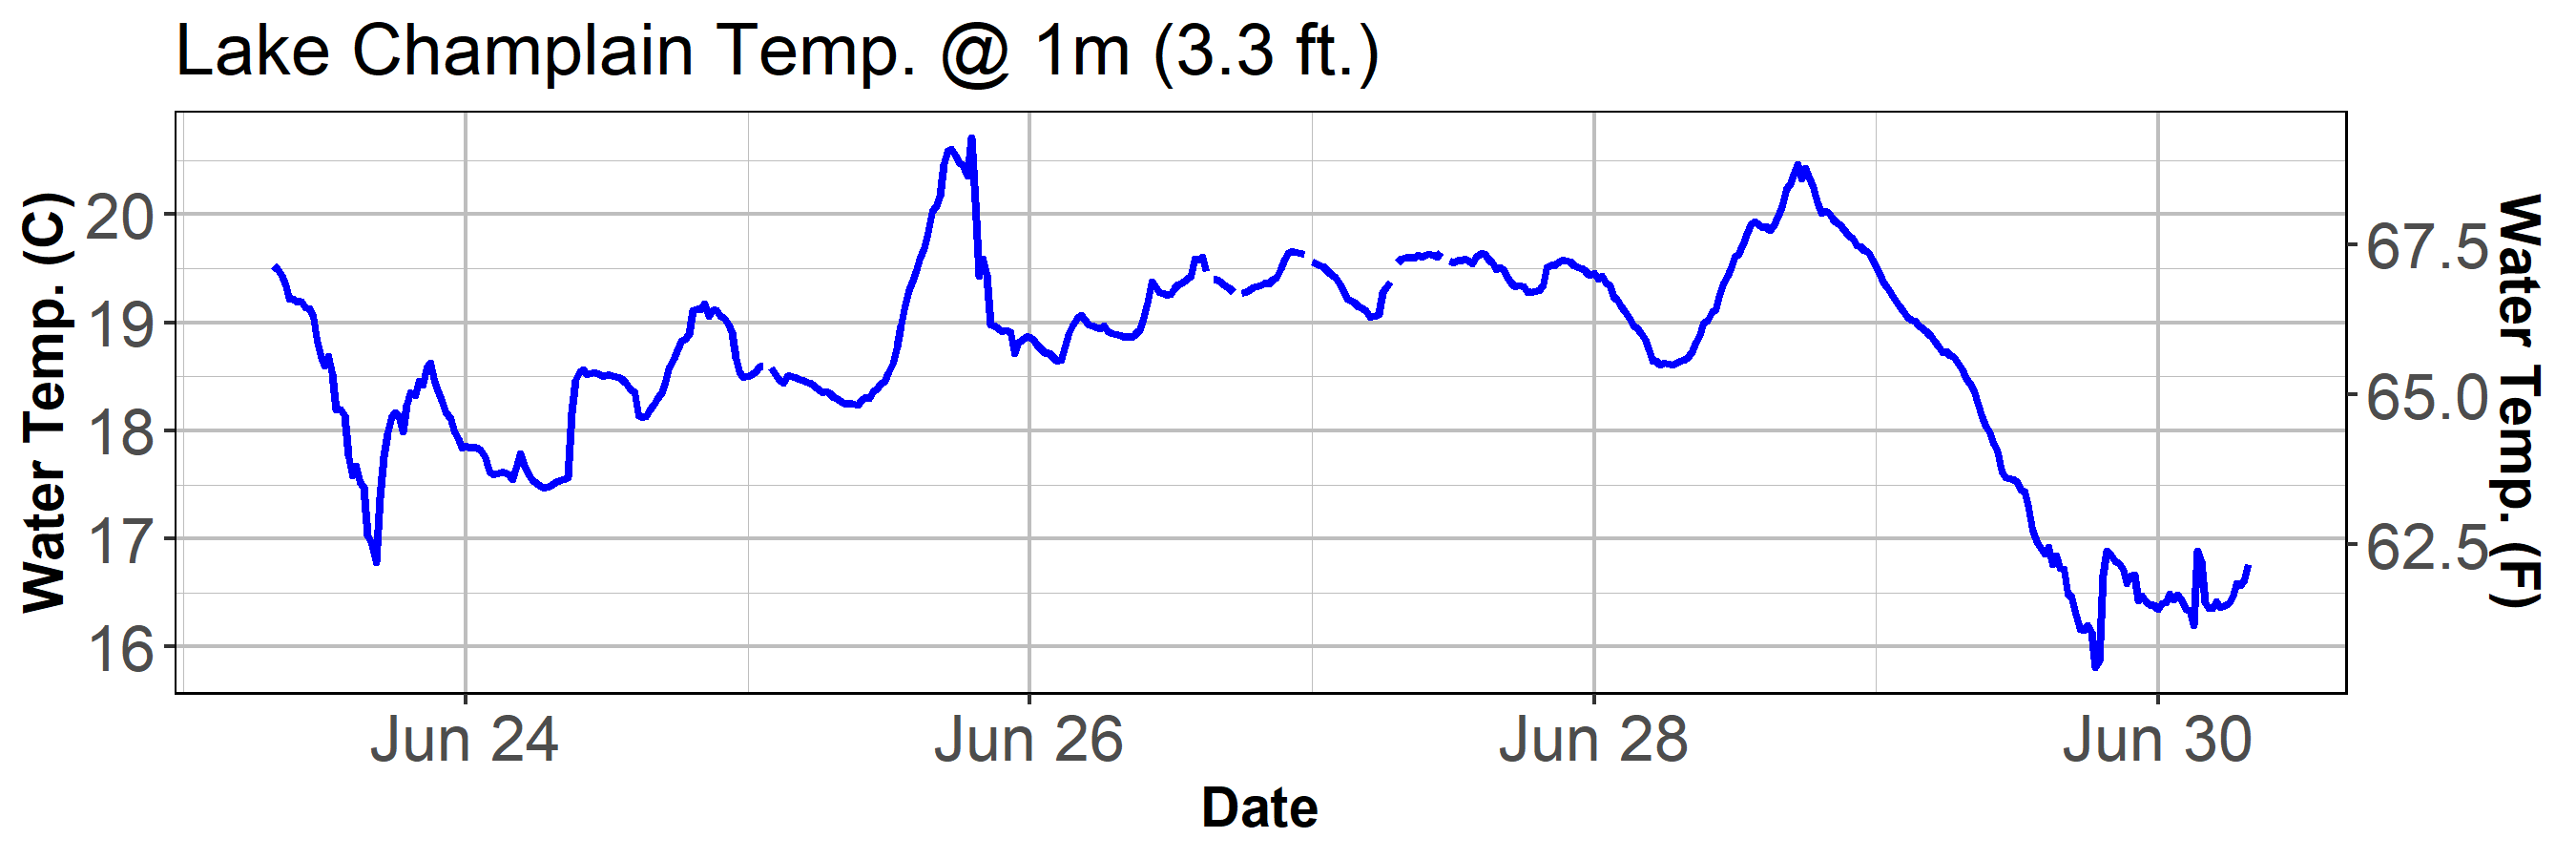 Lake Champlain Temp. @ 1m (3.3 ft.)
Water Temp. (C)
20
19
18
17
16
67.5
65.0
62.5
Water Temp. (F)
Jun 24
Jun 26
Jun 28
Jun 30
Date